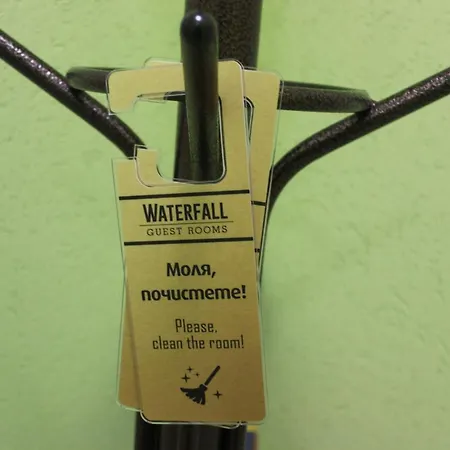 WATERFALL
GUEST ROOMS
Моля,
почистете!
Please,
clean the room!